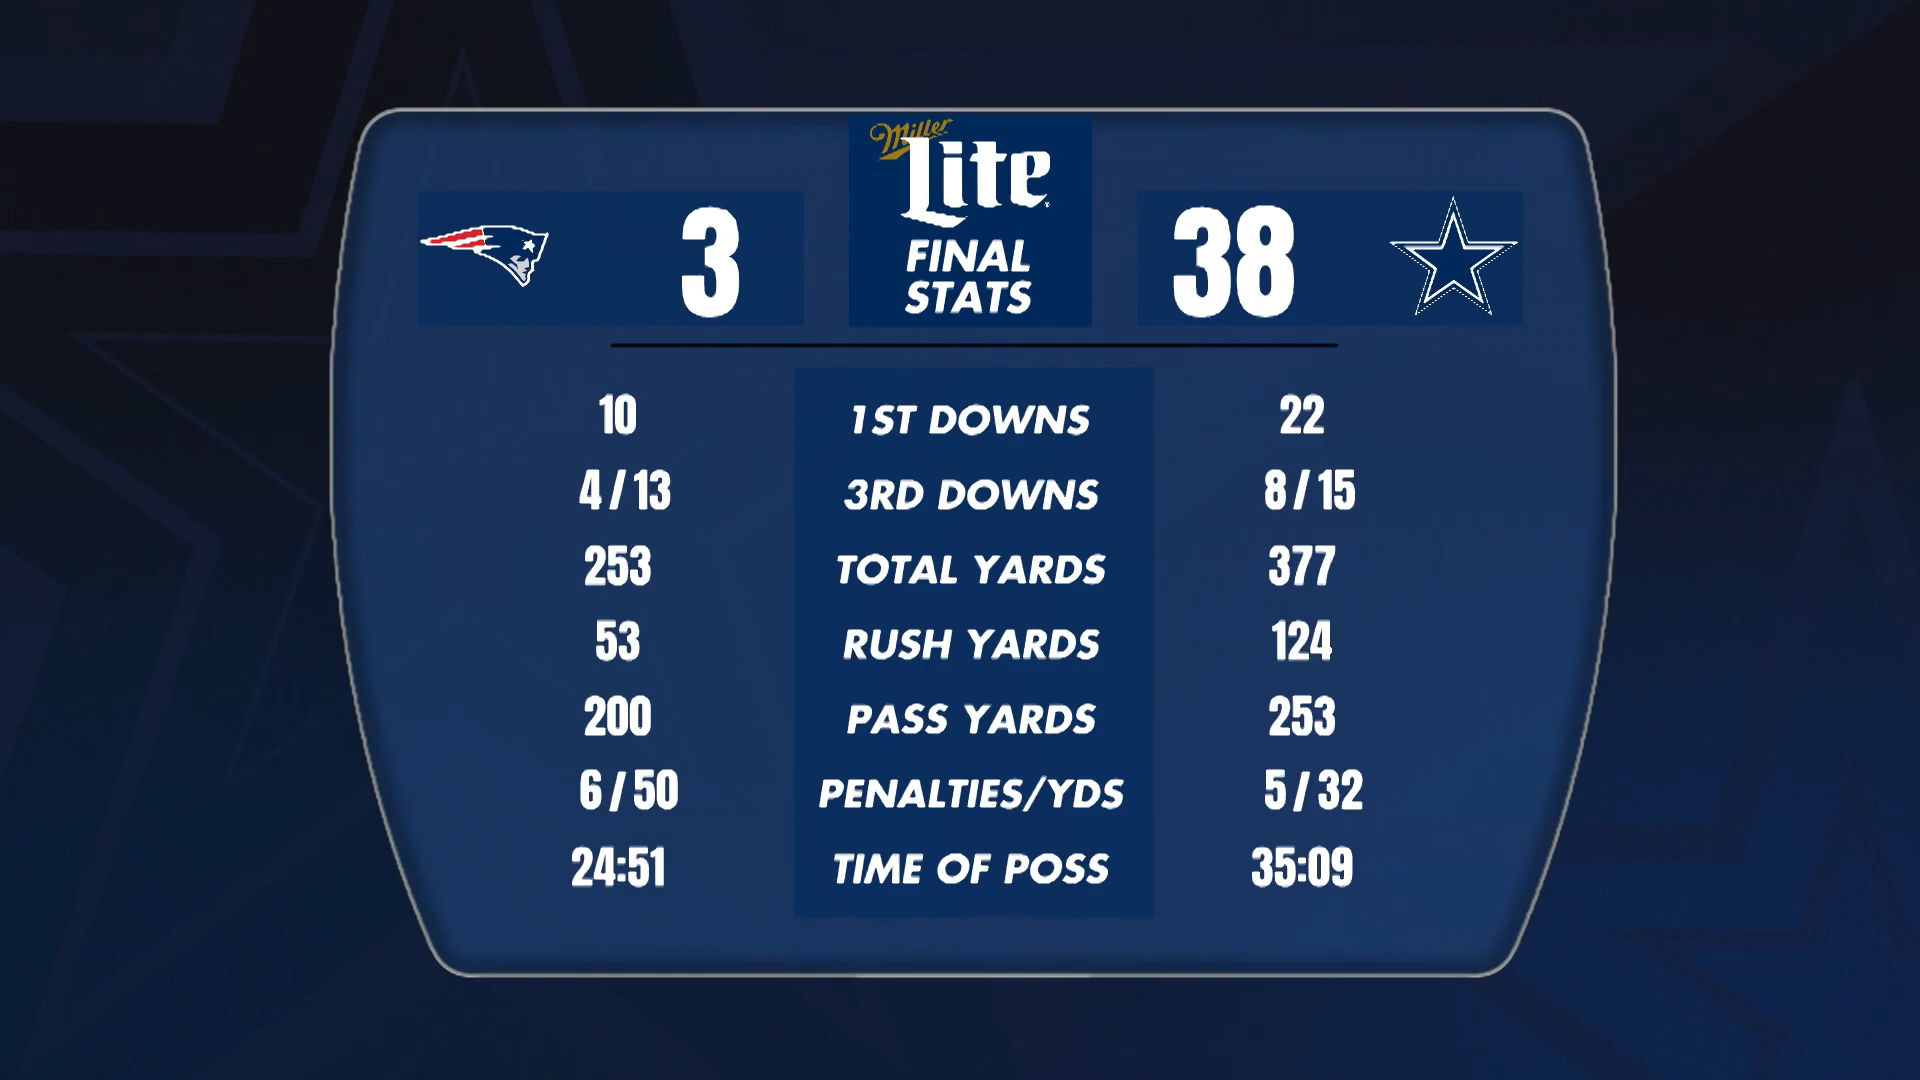 Miller
Lite
FINAL
STATS
3 38
10 1ST DOWNS 22
4 / 13 3RD DOWNS 8 / 15
253 TOTAL YARDS 377
53 RUSH YARDS 124
200 PASS YARDS 253
6 / 50 PENALTIES/YDS 5 / 32
24:51 TIME OF POSS 35:09